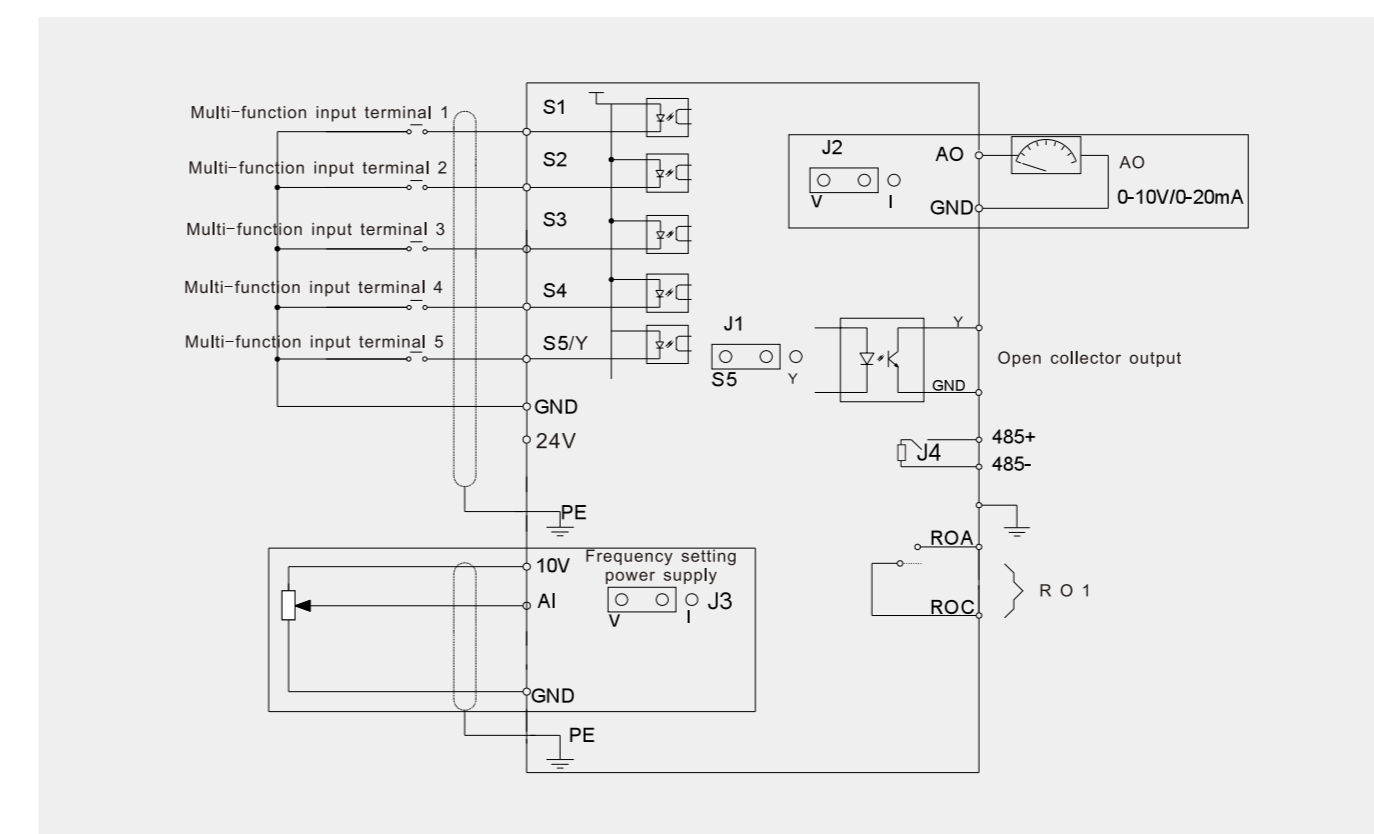 Multi-function input terminal 1
S1
Multi-function input terminal 2
S2
Multi-function input terminal 3
S3
Multi-function input terminal 4
S4
Multi-function input terminal 5
S5/Y
GND
24V
PE
J1
S5 Y
J2
V I
AO
GND
AO
0-10V/0-20mA
Y
GND
Open collector output
J4
485+
485-
ROA
ROC
RO1
10V
AI
GND
Frequency setting
power supply
J3
V I
PE